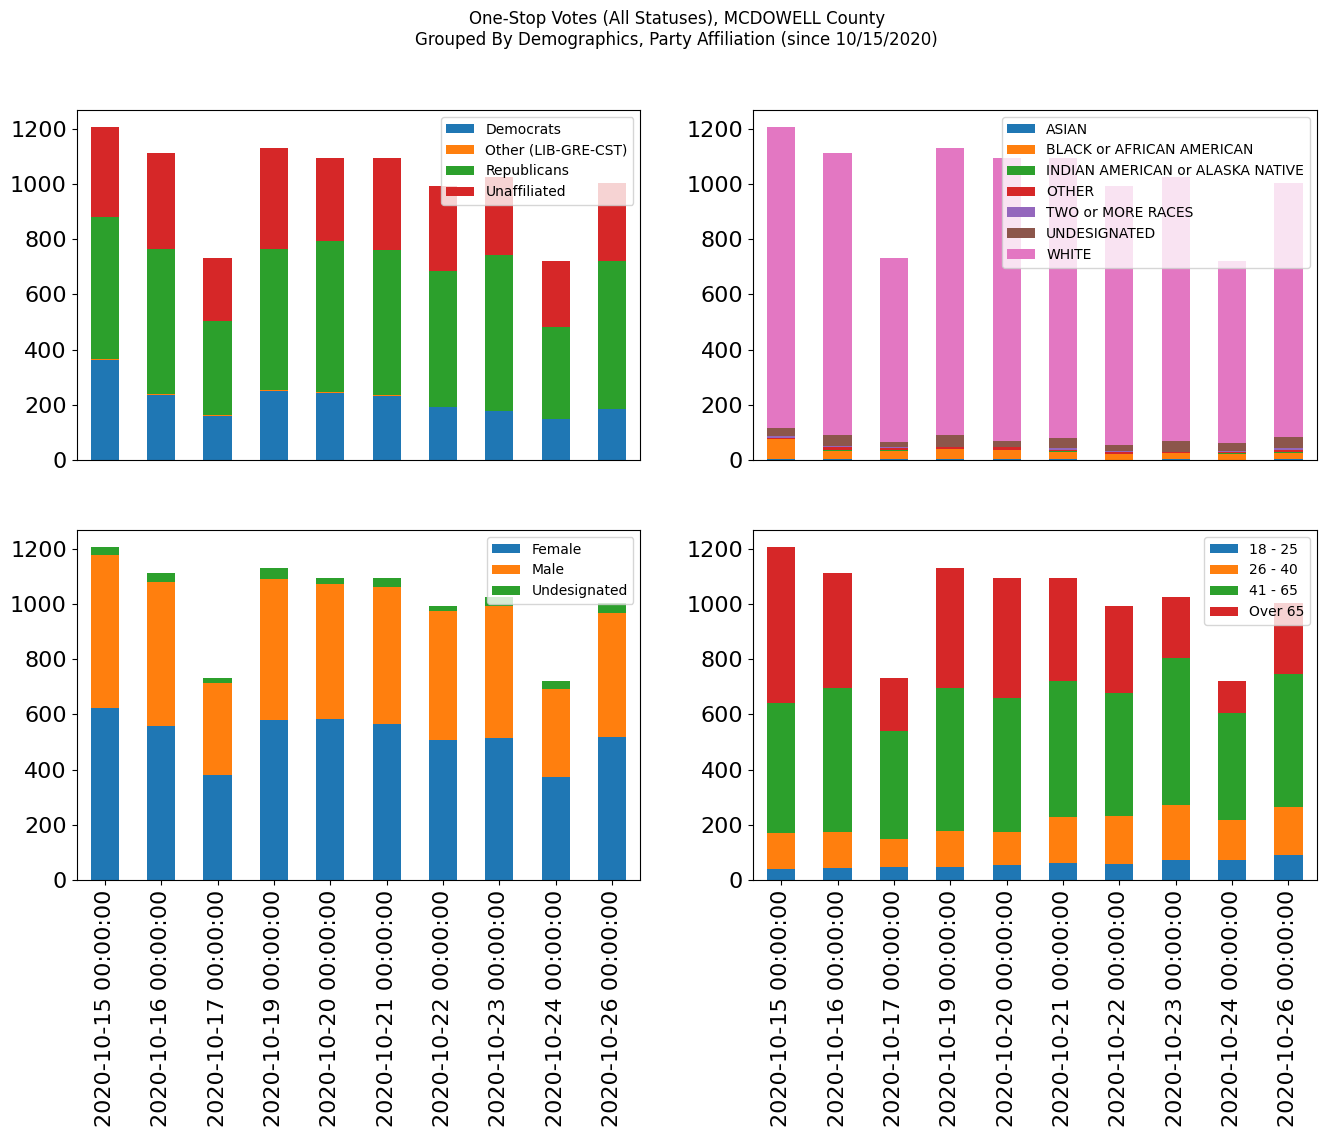 One-Stop Votes (All Statuses), MCDOWELL County
Grouped By Demographics, Party Affiliation (since 10/15/2020)
1200
1000
800
600
400
200
0
Democrats
Other (LIB-GRE-CST)
Republicans
Unaffiliated
1200
1000
800
600
400
200
0
ASIAN
BLACK or AFRICAN AMERICAN
INDIAN AMERICAN or ALASKA NATIVE
OTHER
TWO or MORE RACES
UNDESIGNATED
WHITE
1200
1000
800
600
400
200
0
Female
Male
Undesignated
2020-10-15 00:00:00
2020-10-16 00:00:00
2020-10-17 00:00:00
2020-10-19 00:00:00
2020-10-20 00:00:00
2020-10-21 00:00:00
2020-10-22 00:00:00
2020-10-23 00:00:00
2020-10-24 00:00:00
2020-10-26 00:00:00
1200
1000
800
600
400
200
0
18 - 25
26 - 40
41 - 65
Over 65
2020-10-15 00:00:00
2020-10-16 00:00:00
2020-10-17 00:00:00
2020-10-19 00:00:00
2020-10-20 00:00:00
2020-10-21 00:00:00
2020-10-22 00:00:00
2020-10-23 00:00:00
2020-10-24 00:00:00
2020-10-26 00:00:00